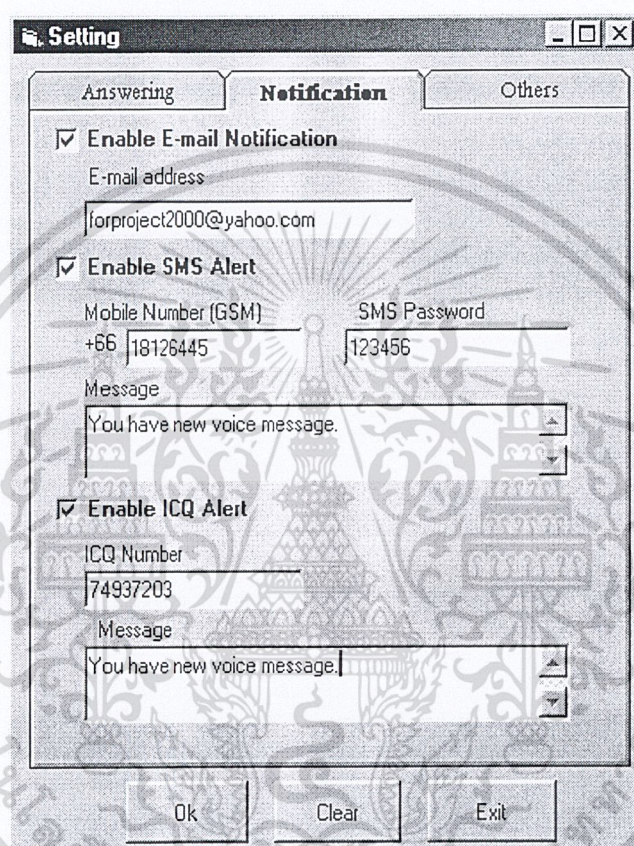 Setting
Answering Notification Others
Enable E-mail Notification
E-mail address
forproject2000@yahoo.com
Enable SMS Alert
Mobile Number (GSM) SMS Password
+66 18126445 123456
Message
You have new voice message.
Enable ICQ Alert
ICQ Number
74937203
Message
You have new voice message.
Ok Clear Exit